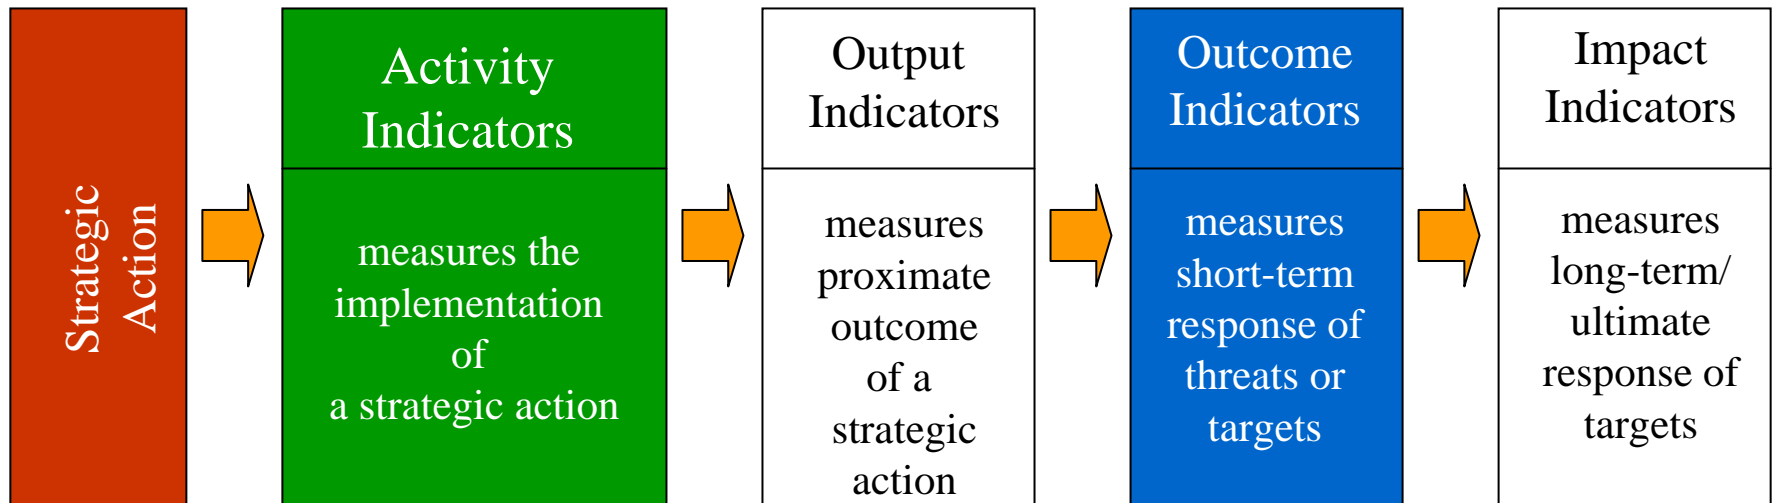 Strategic
Action
Activity
Indicators
measures the
implementation
of
a strategic action
Output
Indicators
measures
proximate
outcome
of a
strategic
action
Outcome
Indicators
measures
short-term
response of
threats or
targets
Impact
Indicators
measures
long-term/
ultimate
response of
targets